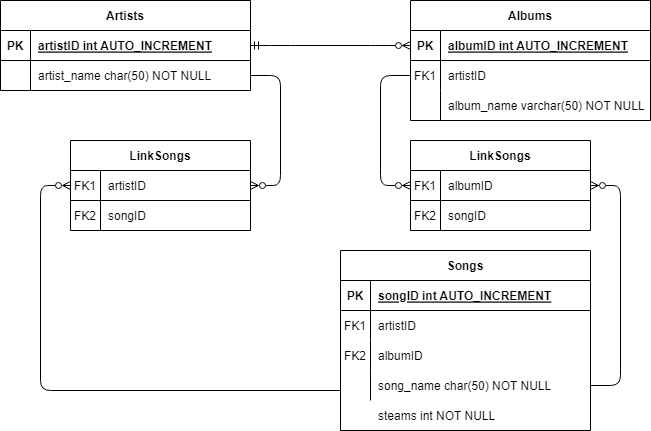 Artists
PK artistID int AUTO_INCREMENT
artist_name char(50) NOT NULL
Albums
PK albumID int AUTO_INCREMENT
FK1 artistID
album_name varchar(50) NOT NULL
LinkSongs
FK1 artistID
FK2 songID
LinkSongs
FK1 albumID
FK2 songID
Songs
PK songID int AUTO_INCREMENT
FK1 artistID
FK2 albumID
song_name char(50) NOT NULL
steams int NOT NULL